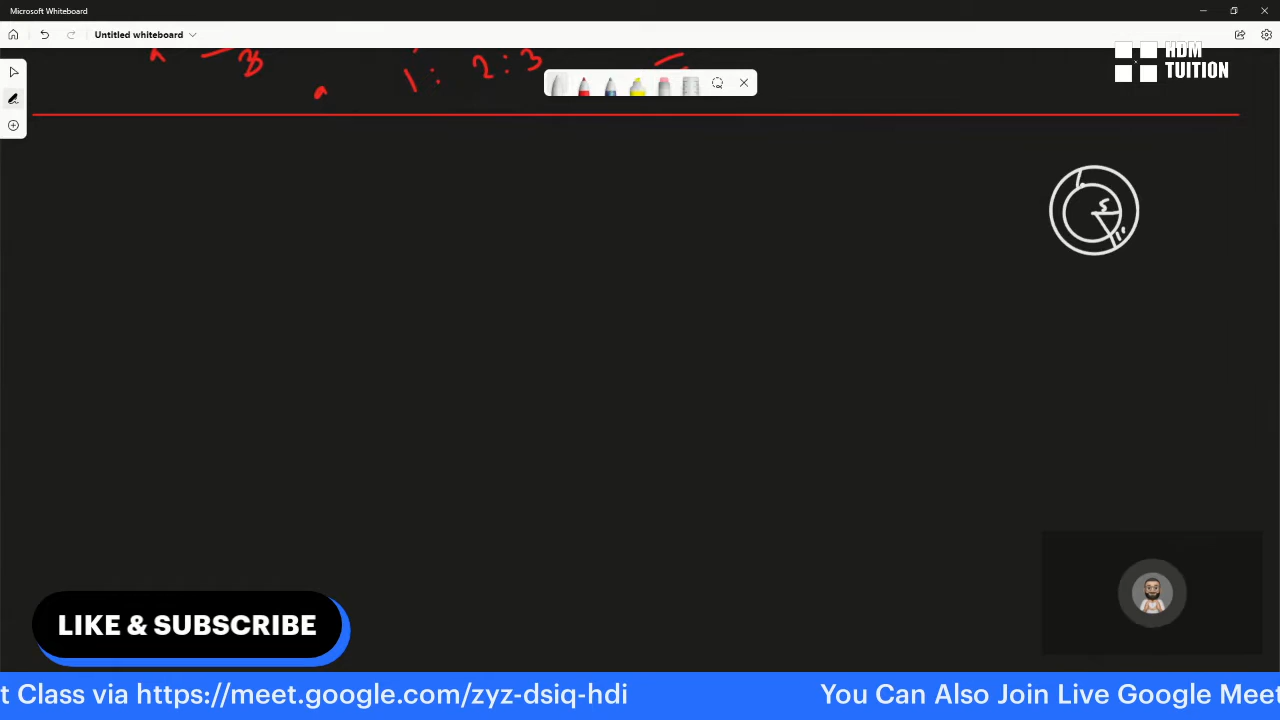 Microsoft Whiteboard
Untitled whiteboard
HDM
TUITION
1 : 2 : 3
5
LIKE & SUBSCRIBE
t Class via https://meet.google.com/zyz-dsiq-hdi You Can Also Join Live Google Meet